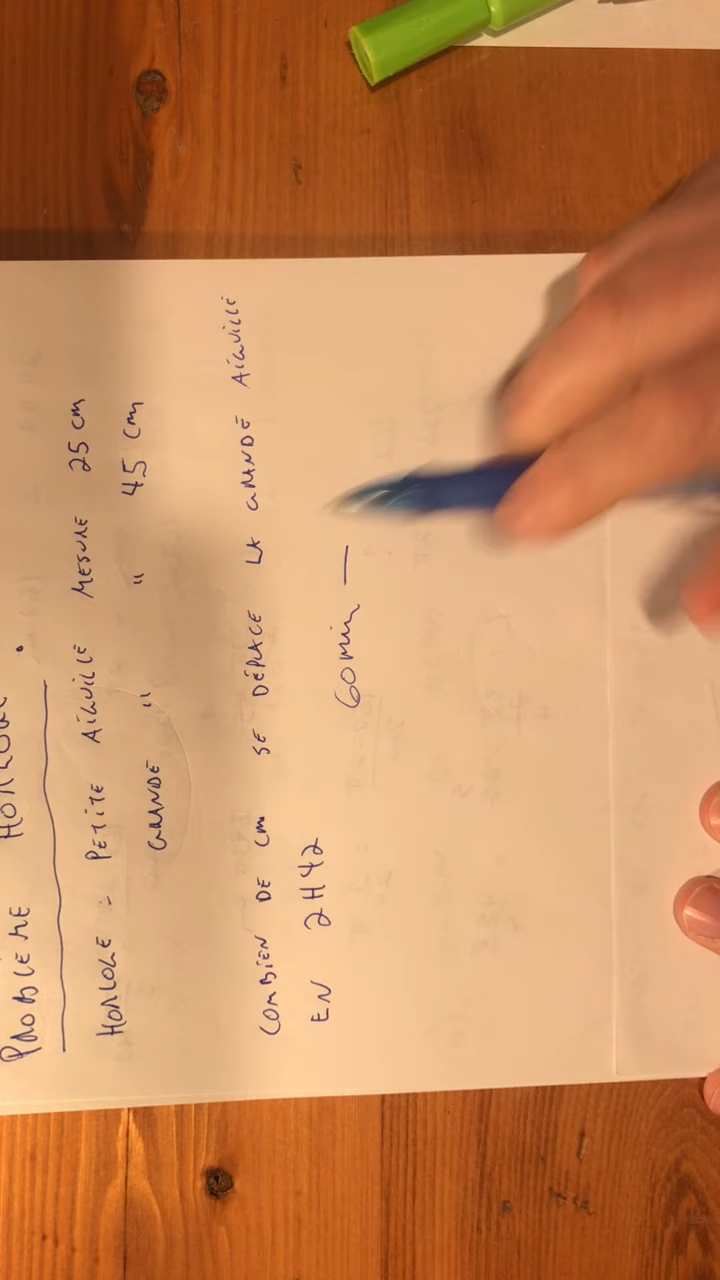 PROBLEME HORLOGE
HORLOGE : PETITE AIGUILLE MESURE 25 cm
GRANDE " " 45 cm
COMBIEN DE cm SE DÉPLACE LA GRANDE AIGUILLE
EN 2H42
60min —